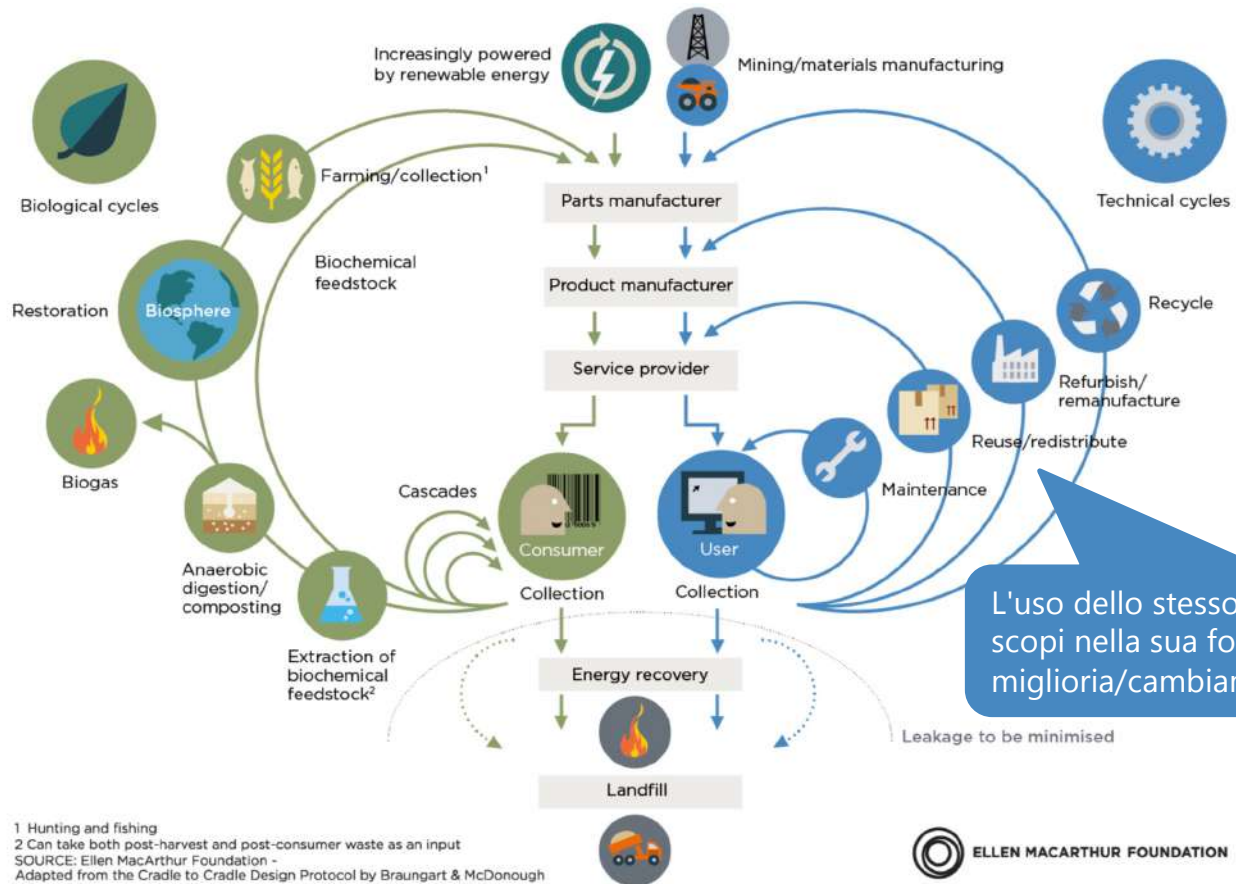 Increasingly powered
by renewable energy
Mining/materials manufacturing
Biological cycles
Farming/collection¹
Parts manufacturer
Technical cycles
Biochemical
feedstock
Product manufacturer
Restoration
Biosphere
Recycle
Service provider
Refurbish/
remanufacture
Reuse/redistribute
Biogas
Cascades
Maintenance
Consumer
User
Anaerobic
digestion/
composting
Collection
Collection
L'uso dello stesso
scopi nella sua
miglioria/
Extraction of
biochemical
feedstock²
Energy recovery
Leakage to be minimised
Landfill
1 Hunting and fishing
2 Can take both post-harvest and post-consumer waste as an input
SOURCE: Ellen MacArthur Foundation -
Adapted from the Cradle to Cradle Design Protocol by Braungart & McDonough
ELLEN MACARTHUR FOUNDATION